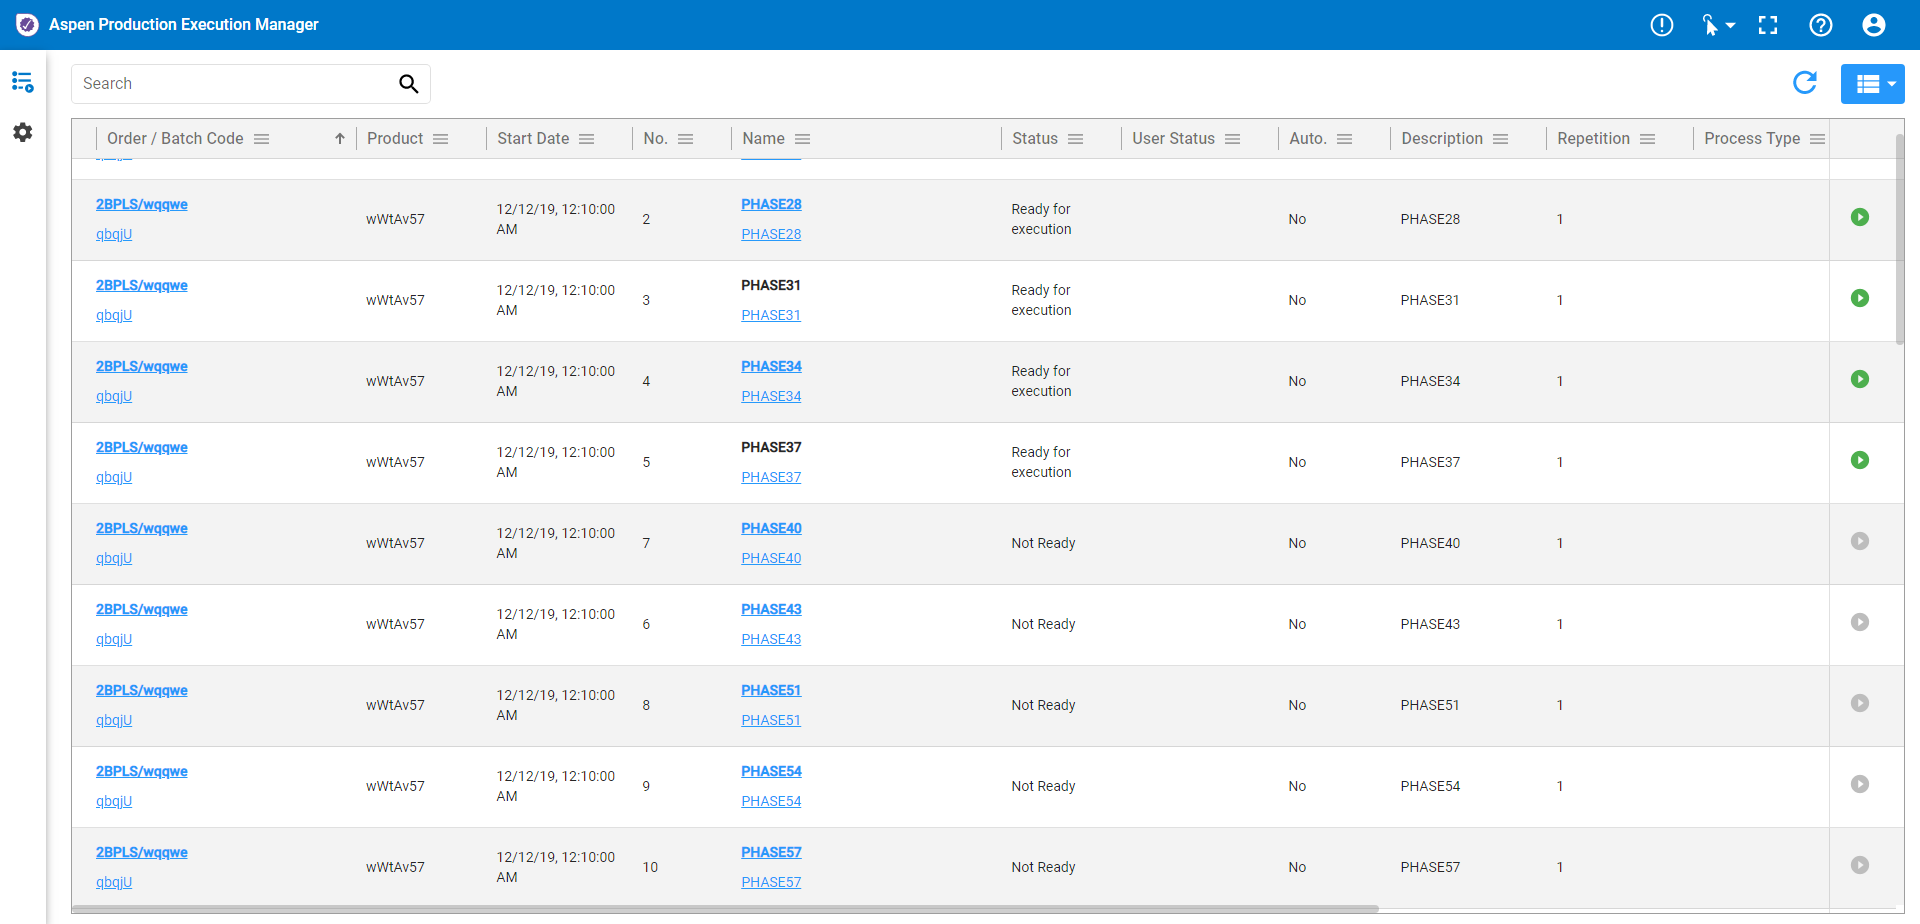 Aspen Production Execution Manager
Search
Order / Batch Code Product Start Date No. Name Status User Status Auto. Description Repetition Process Type
2BPLS/wqqwe
qbqjU
wWtAv57
12/12/19, 12:10:00
AM
2
PHASE28
PHASE28
Ready for
execution
No
PHASE28
1
2BPLS/wqqwe
qbqjU
wWtAv57
12/12/19, 12:10:00
AM
3
PHASE31
PHASE31
Ready for
execution
No
PHASE31
1
2BPLS/wqqwe
qbqjU
wWtAv57
12/12/19, 12:10:00
AM
4
PHASE34
PHASE34
Ready for
execution
No
PHASE34
1
2BPLS/wqqwe
qbqjU
wWtAv57
12/12/19, 12:10:00
AM
5
PHASE37
PHASE37
Ready for
execution
No
PHASE37
1
2BPLS/wqqwe
qbqjU
wWtAv57
12/12/19, 12:10:00
AM
7
PHASE40
PHASE40
Not Ready
No
PHASE40
1
2BPLS/wqqwe
qbqjU
wWtAv57
12/12/19, 12:10:00
AM
6
PHASE43
PHASE43
Not Ready
No
PHASE43
1
2BPLS/wqqwe
qbqjU
wWtAv57
12/12/19, 12:10:00
AM
8
PHASE51
PHASE51
Not Ready
No
PHASE51
1
2BPLS/wqqwe
qbqjU
wWtAv57
12/12/19, 12:10:00
AM
9
PHASE54
PHASE54
Not Ready
No
PHASE54
1
2BPLS/wqqwe
qbqjU
wWtAv57
12/12/19, 12:10:00
AM
10
PHASE57
PHASE57
Not Ready
No
PHASE57
1